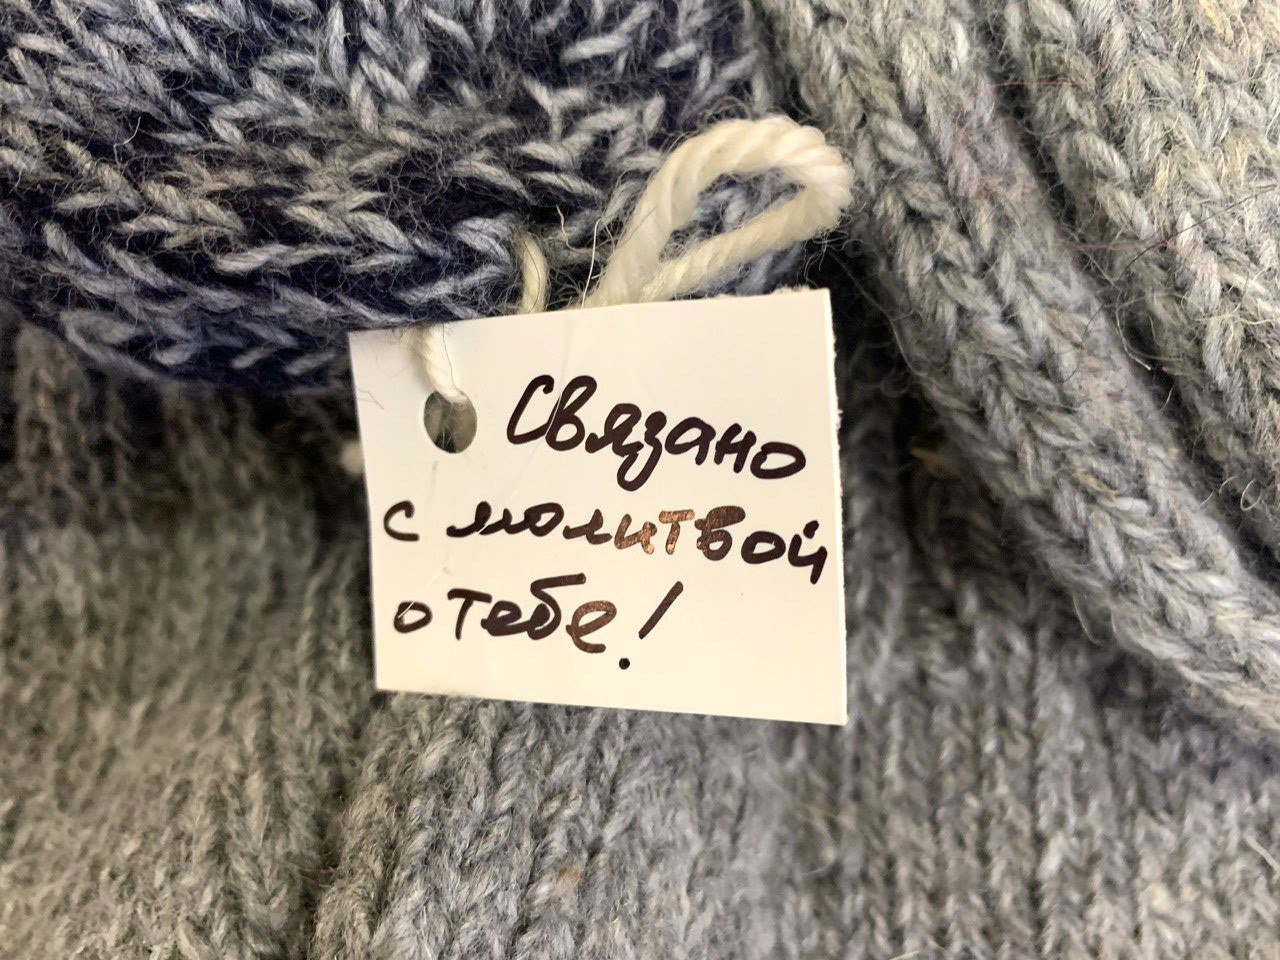 Связано
с молитвой
о тебе!